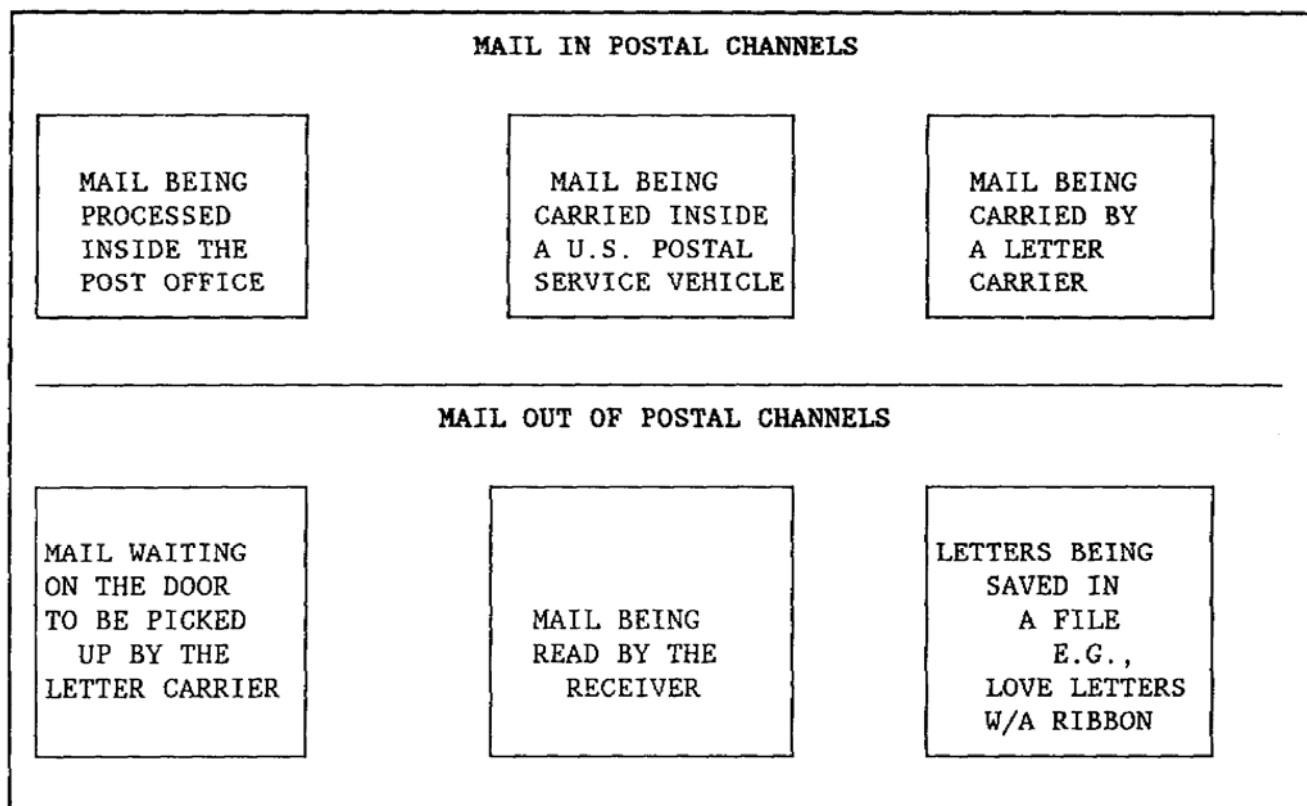 MAIL IN POSTAL CHANNELS
MAIL BEING
PROCESSED
INSIDE THE
POST OFFICE
MAIL BEING
CARRIED INSIDE
A U.S. POSTAL
SERVICE VEHICLE
MAIL BEING
CARRIED BY
A LETTER
CARRIER
MAIL OUT OF POSTAL CHANNELS
MAIL WAITING
ON THE DOOR
TO BE PICKED
UP BY THE
LETTER CARRIER
MAIL BEING
READ BY THE
RECEIVER
LETTERS BEING
SAVED IN
A FILE
E.G.,
LOVE LETTERS
W/A RIBBON